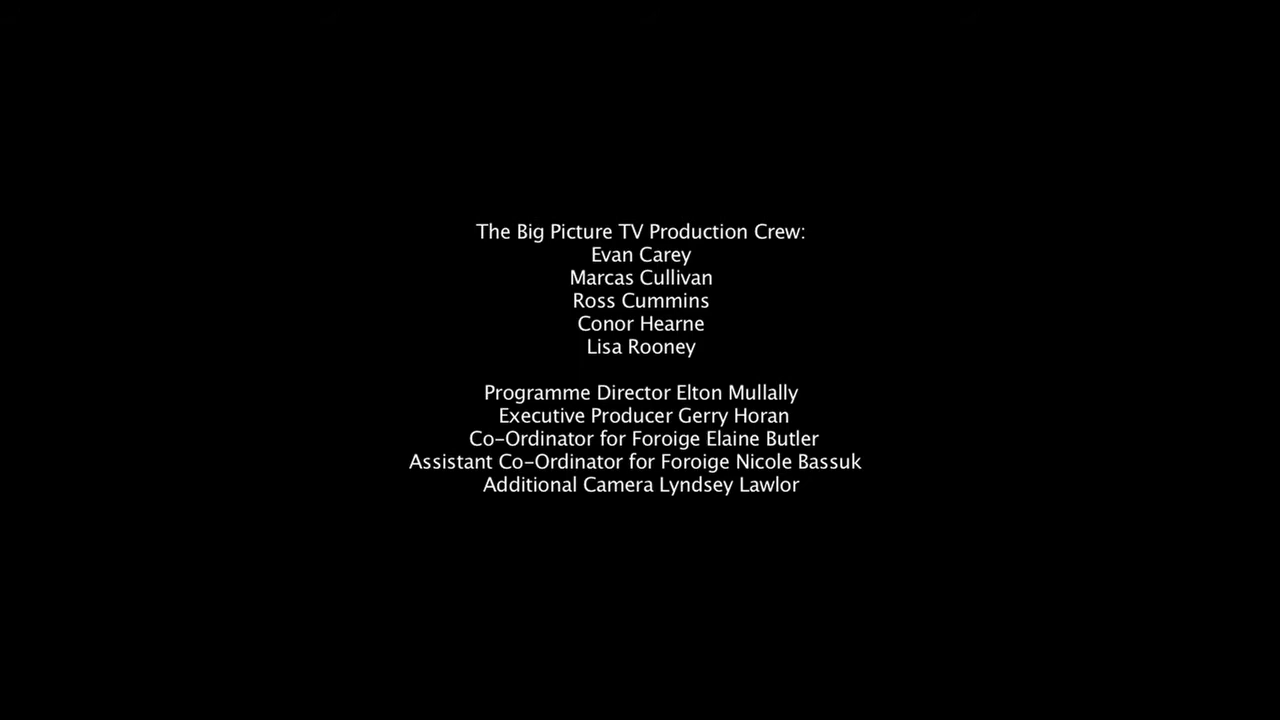 The Big Picture TV Production Crew:
Evan Carey
Marcas Cullivan
Ross Cummins
Conor Hearne
Lisa Rooney
Programme Director Elton Mullally
Executive Producer Gerry Horan
Co-Ordinator for Foroige Elaine Butler
Assistant Co-Ordinator for Foroige Nicole Bassuk
Additional Camera Lyndsey Lawlor